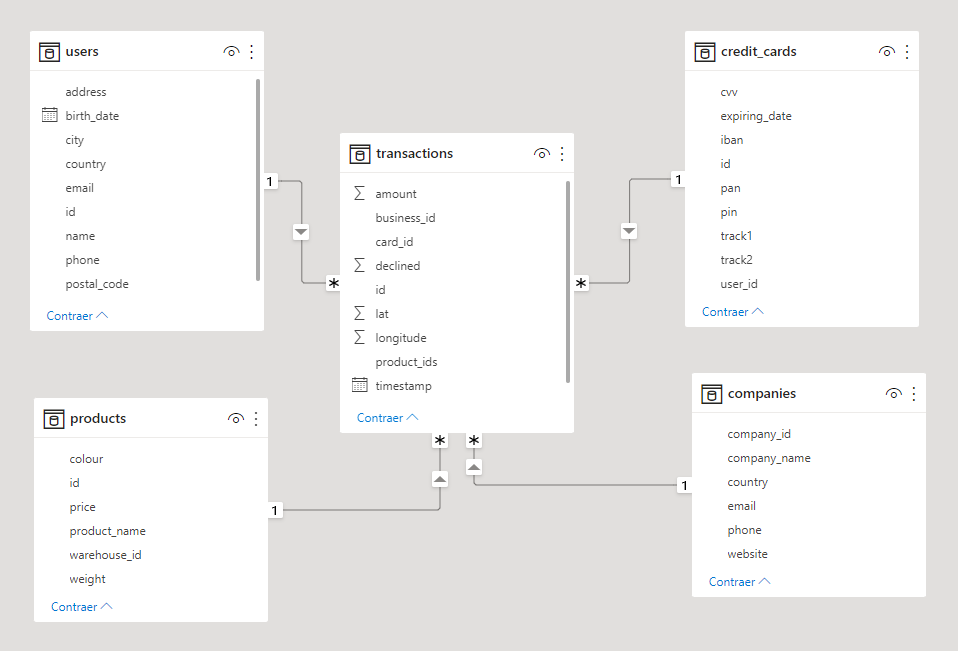 users
address
birth_date
city
country
email
id
name
phone
postal_code
Contraer
1
*
transactions
Σ amount
business_id
card_id
Σ declined
id
Σ lat
Σ longitude
product_ids
timestamp
Contraer
*
*
*
1
credit_cards
cvv
expiring_date
iban
id
pan
pin
track1
track2
user_id
Contraer
products
colour
id
price
product_name
warehouse_id
weight
Contraer
1
1
companies
company_id
company_name
country
email
phone
website
Contraer